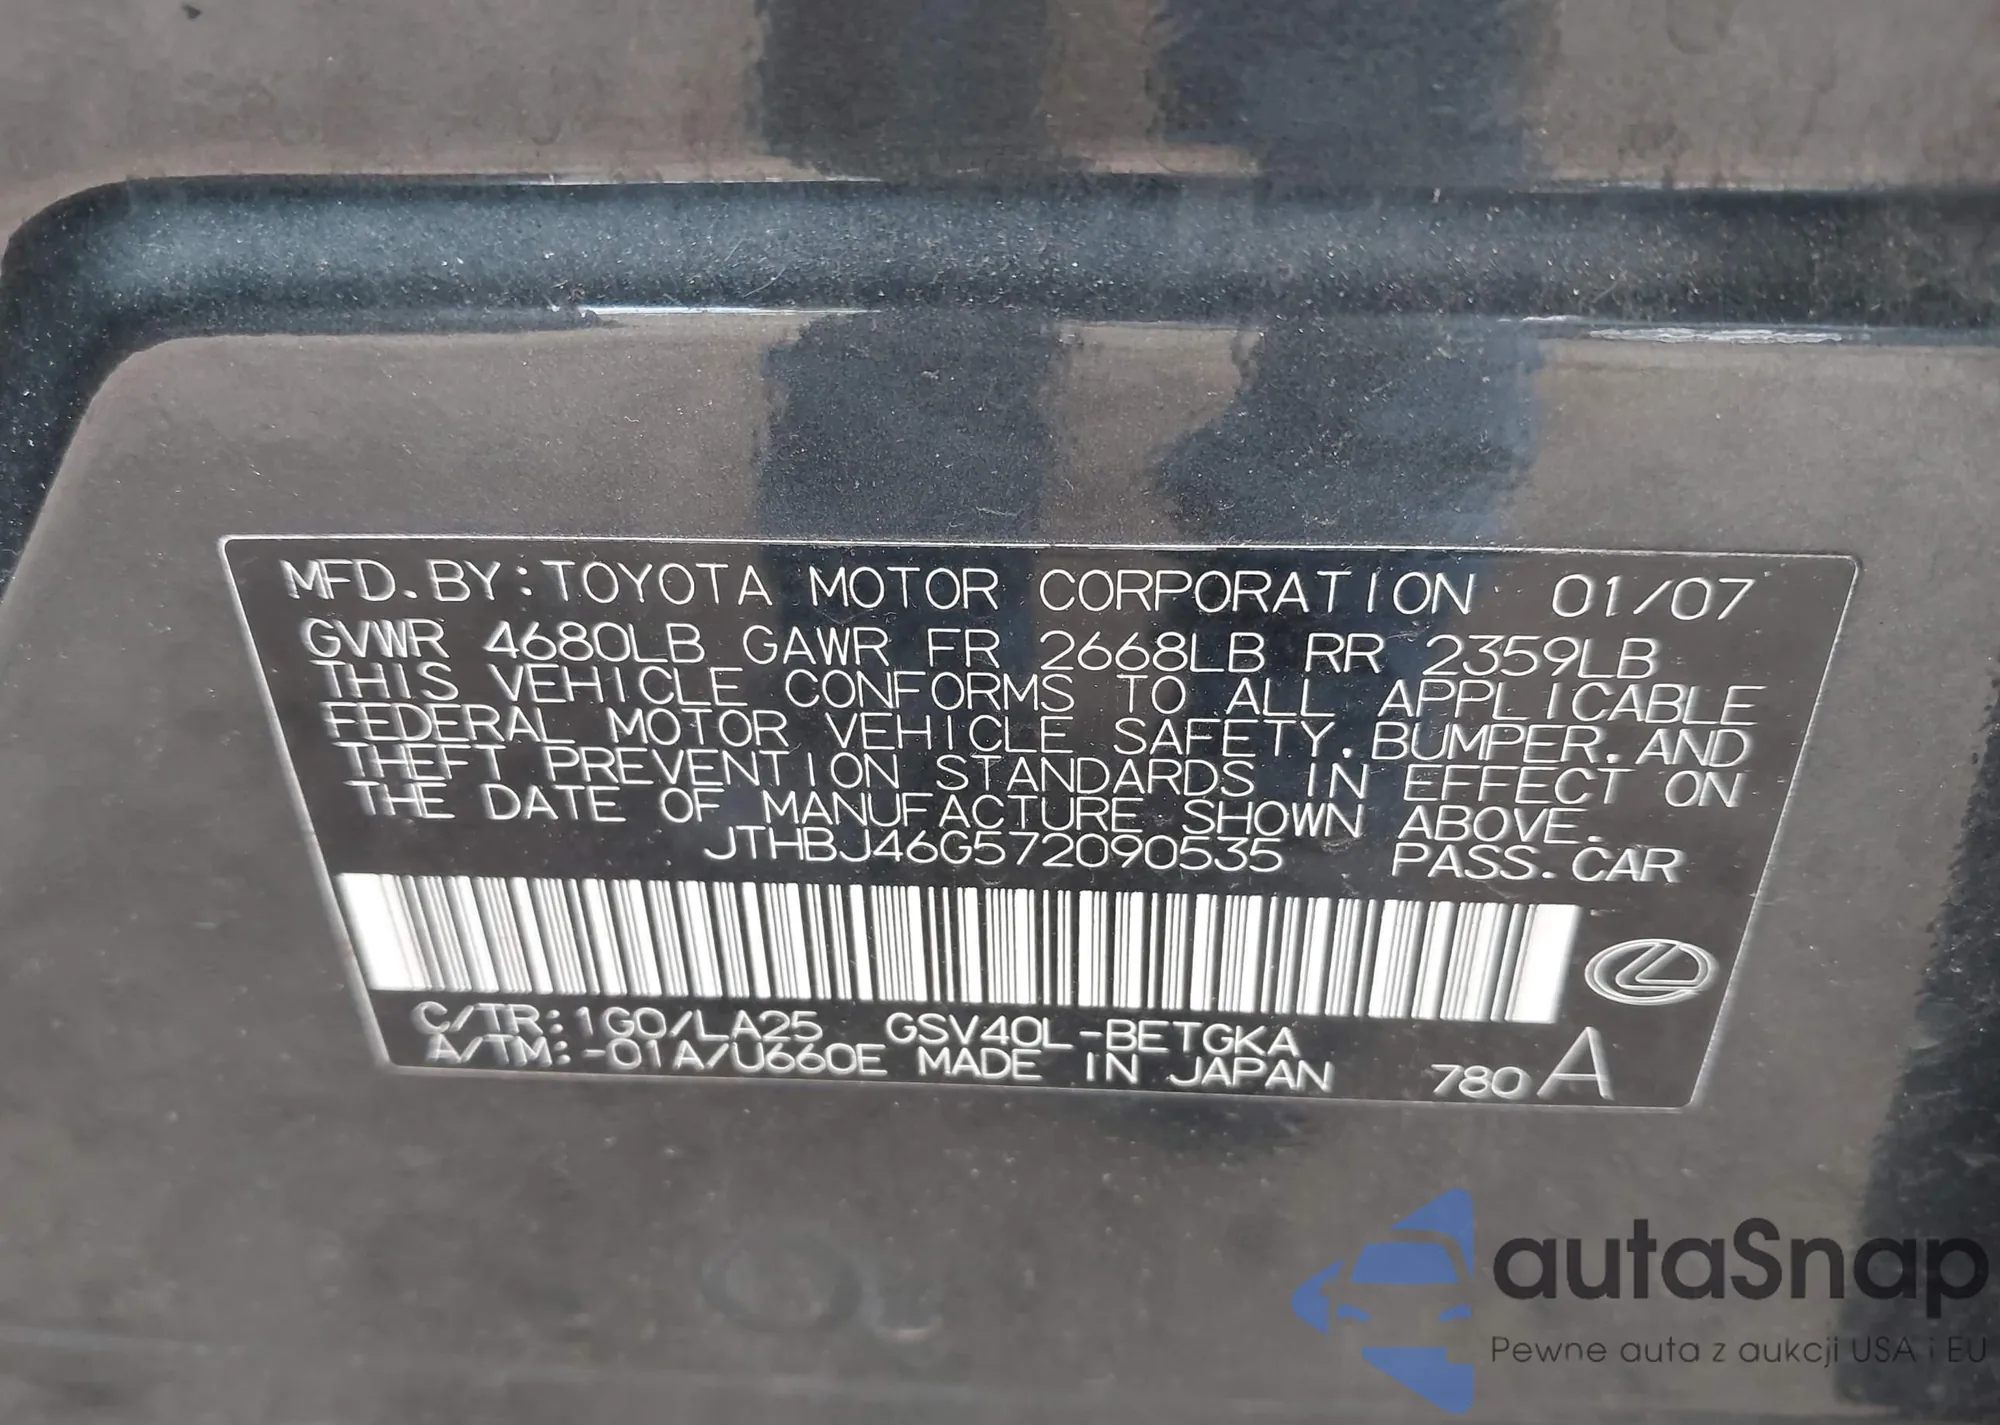 MFD.BY:TOYOTA MOTOR CORPORATION 01/07
GVWR 4680LB GAWR FR 2668LB RR 2359LB
THIS VEHICLE CONFORMS TO ALL APPLICABLE
FEDERAL MOTOR VEHICLE SAFETY.BUMPER.AND
THEFT PREVENTION STANDARDS IN EFFECT ON
THE DATE OF MANUFACTURE SHOWN ABOVE.
JTHBJ46G572090535 PASS.CAR
C/TR:1G0/LA25 GSV40L-BETGKA
A/TM:-01A/U660E MADE IN JAPAN 780 A
autaSnap
Pewne auta z aukcji USA i EU